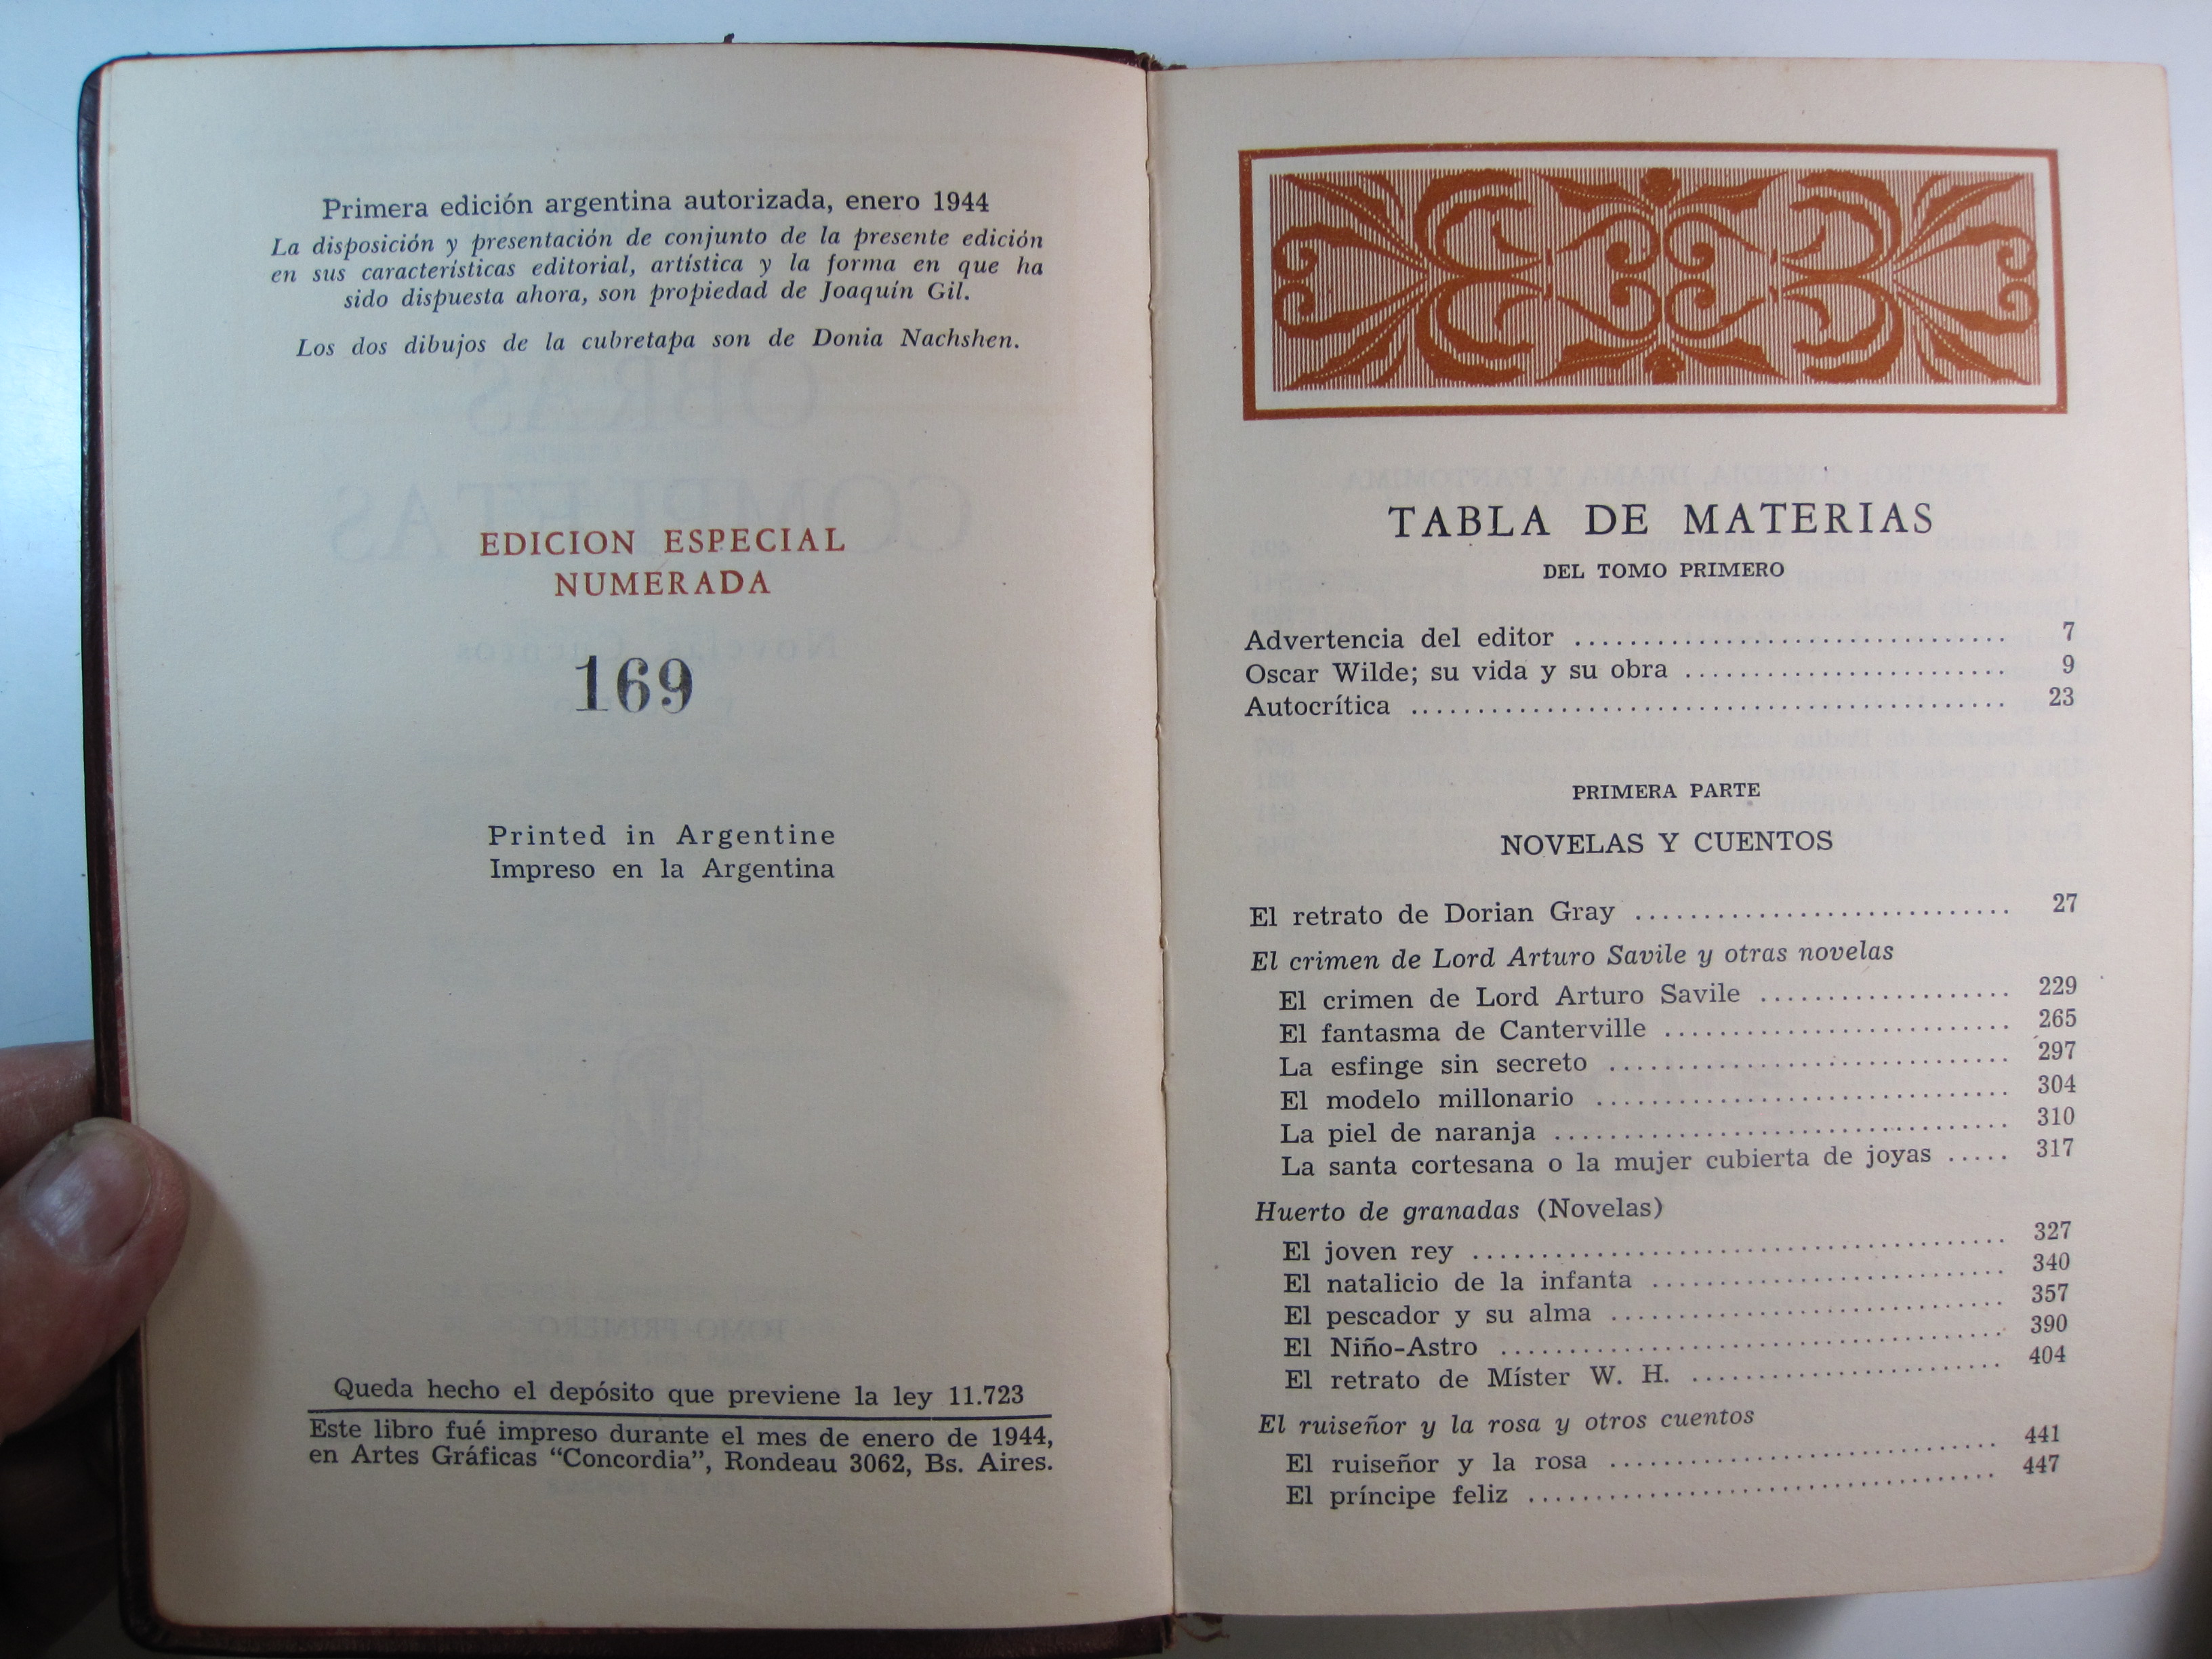 Primera edición argentina autorizada, enero 1944
La disposición y presentación de conjunto de la presente edición
en sus características editorial, artística y la forma en que ha
sido dispuesta ahora, son propiedad de Joaquín Gil.
Los dos dibujos de la cubretapa son de Donia Nachshen.
EDICION ESPECIAL
NUMERADA
169
Printed in Argentine
Impreso en la Argentina
Queda hecho el depósito que previene la ley 11.723
Este libro fué impreso durante el mes de enero de 1944,
en Artes Gráficas “Concordia”, Rondeau 3062, Bs. Aires.
TABLA DE MATERIAS
DEL TOMO PRIMERO
Advertencia del editor ................................ 7
Oscar Wilde; su vida y su obra ........................ 9
Autocrítica ............................................ 23
PRIMERA PARTE
NOVELAS Y CUENTOS
El retrato de Dorian Gray ............................ 27
El crimen de Lord Arturo Savile y otras novelas
El crimen de Lord Arturo Savile ................... 229
El fantasma de Canterville .......................... 265
La esfinge sin secreto .............................. 297
El modelo millonario ............................... 304
La piel de naranja .................................. 310
La santa cortesana o la mujer cubierta de joyas ..... 317
Huerto de granadas (Novelas)
El joven rey ........................................ 327
El natalicio de la infanta .......................... 340
El pescador y su alma .............................. 357
El Niño-Astro ...................................... 390
El retrato de Míster W. H. ........................ 404
El ruiseñor y la rosa y otros cuentos
El ruiseñor y la rosa .............................. 441
El príncipe feliz ................................... 447